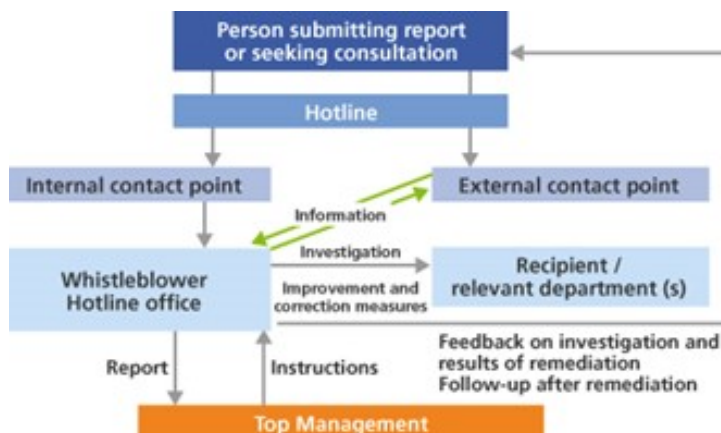 Person submitting report
or seeking consultation
Hotline
Internal contact point
External contact point
Information
Investigation
Whistleblower
Hotline office
Recipient /
relevant department (s)
Improvement and
correction measures
Feedback on investigation and
results of remediation
Follow-up after remediation
Report
Instructions
Top Management